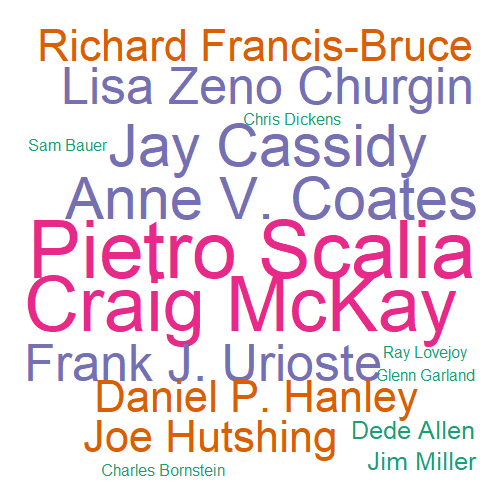 Richard Francis-Bruce
Lisa Zeno Churgin
Chris Dickens
Sam Bauer
Jay Cassidy
Anne V. Coates
Pietro Scalia
Craig McKay
Ray Lovejoy
Frank J. Urioste
Glenn Garland
Daniel P. Hanley
Dede Allen
Joe Hutshing
Jim Miller
Charles Bornstein